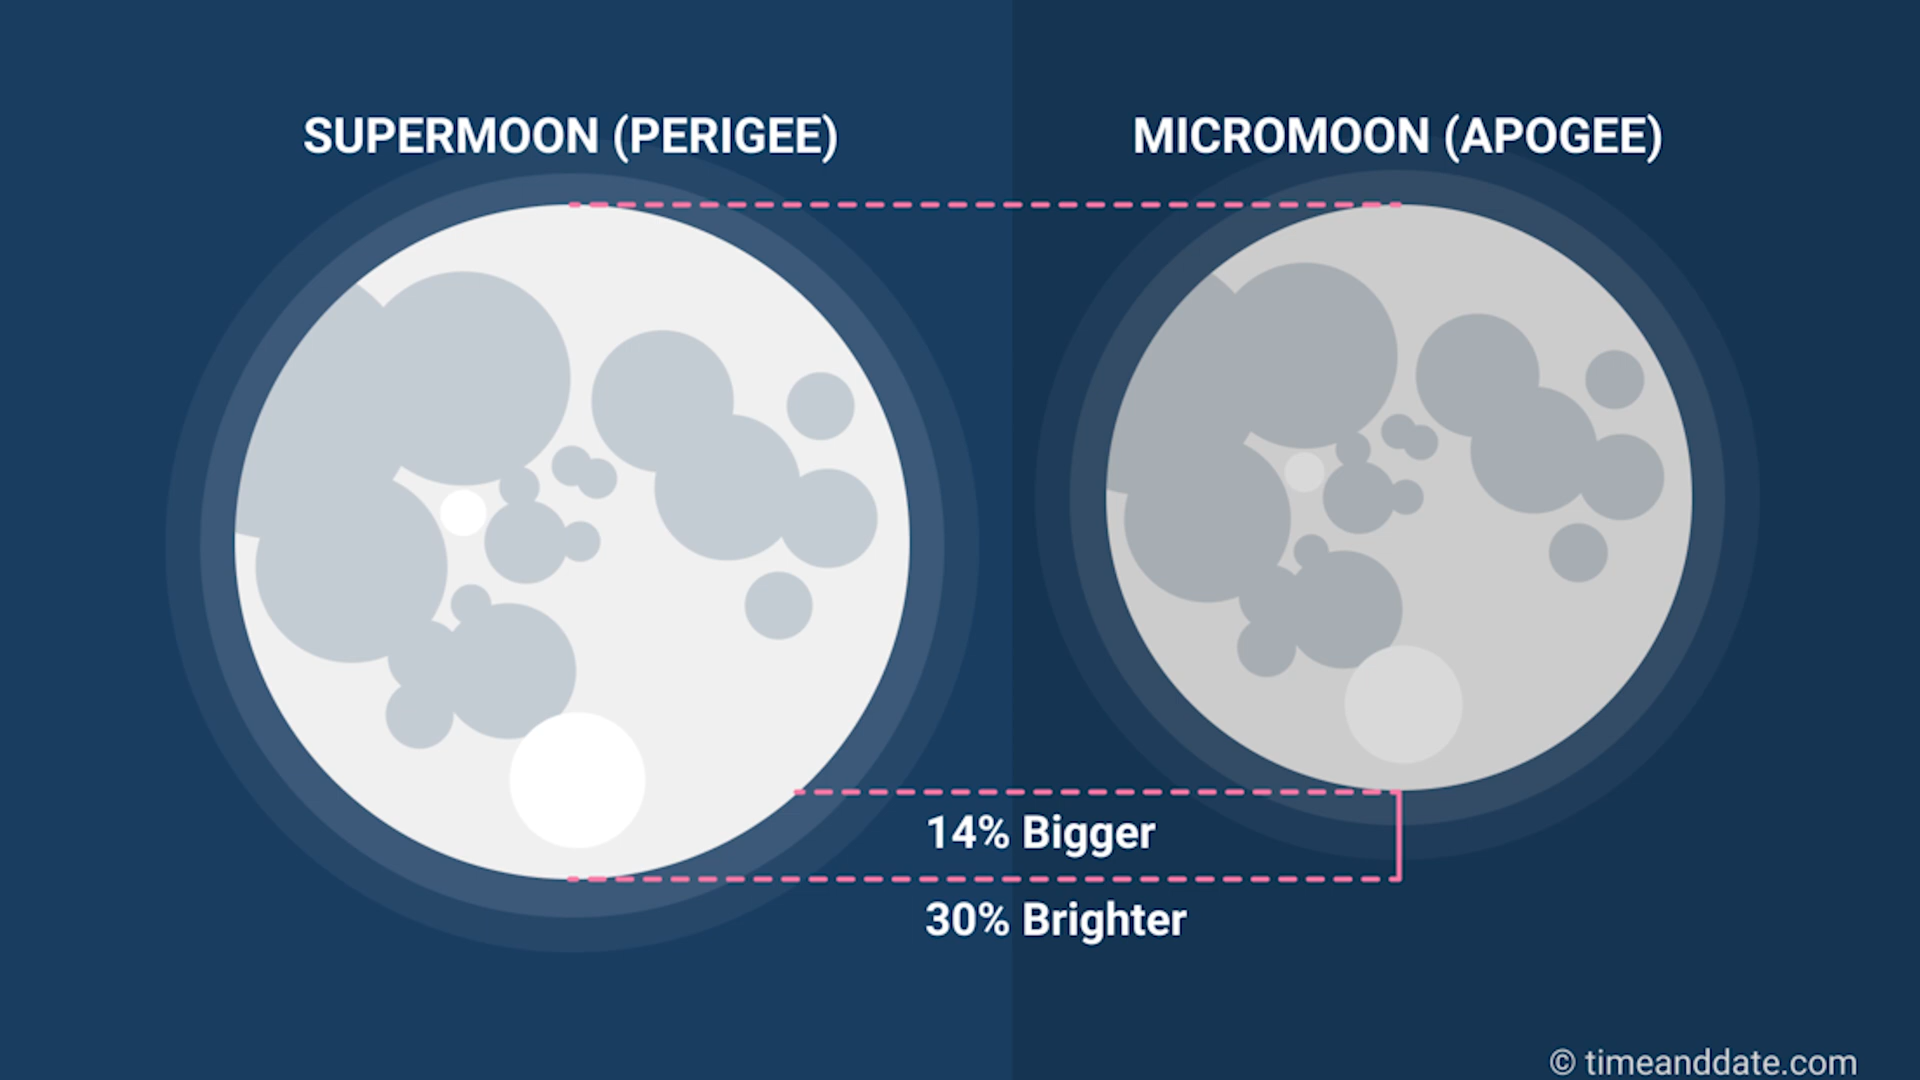 SUPERMOON (PERIGEE)
MICROMOON (APOGEE)
14% Bigger
30% Brighter
© timeanddate.com